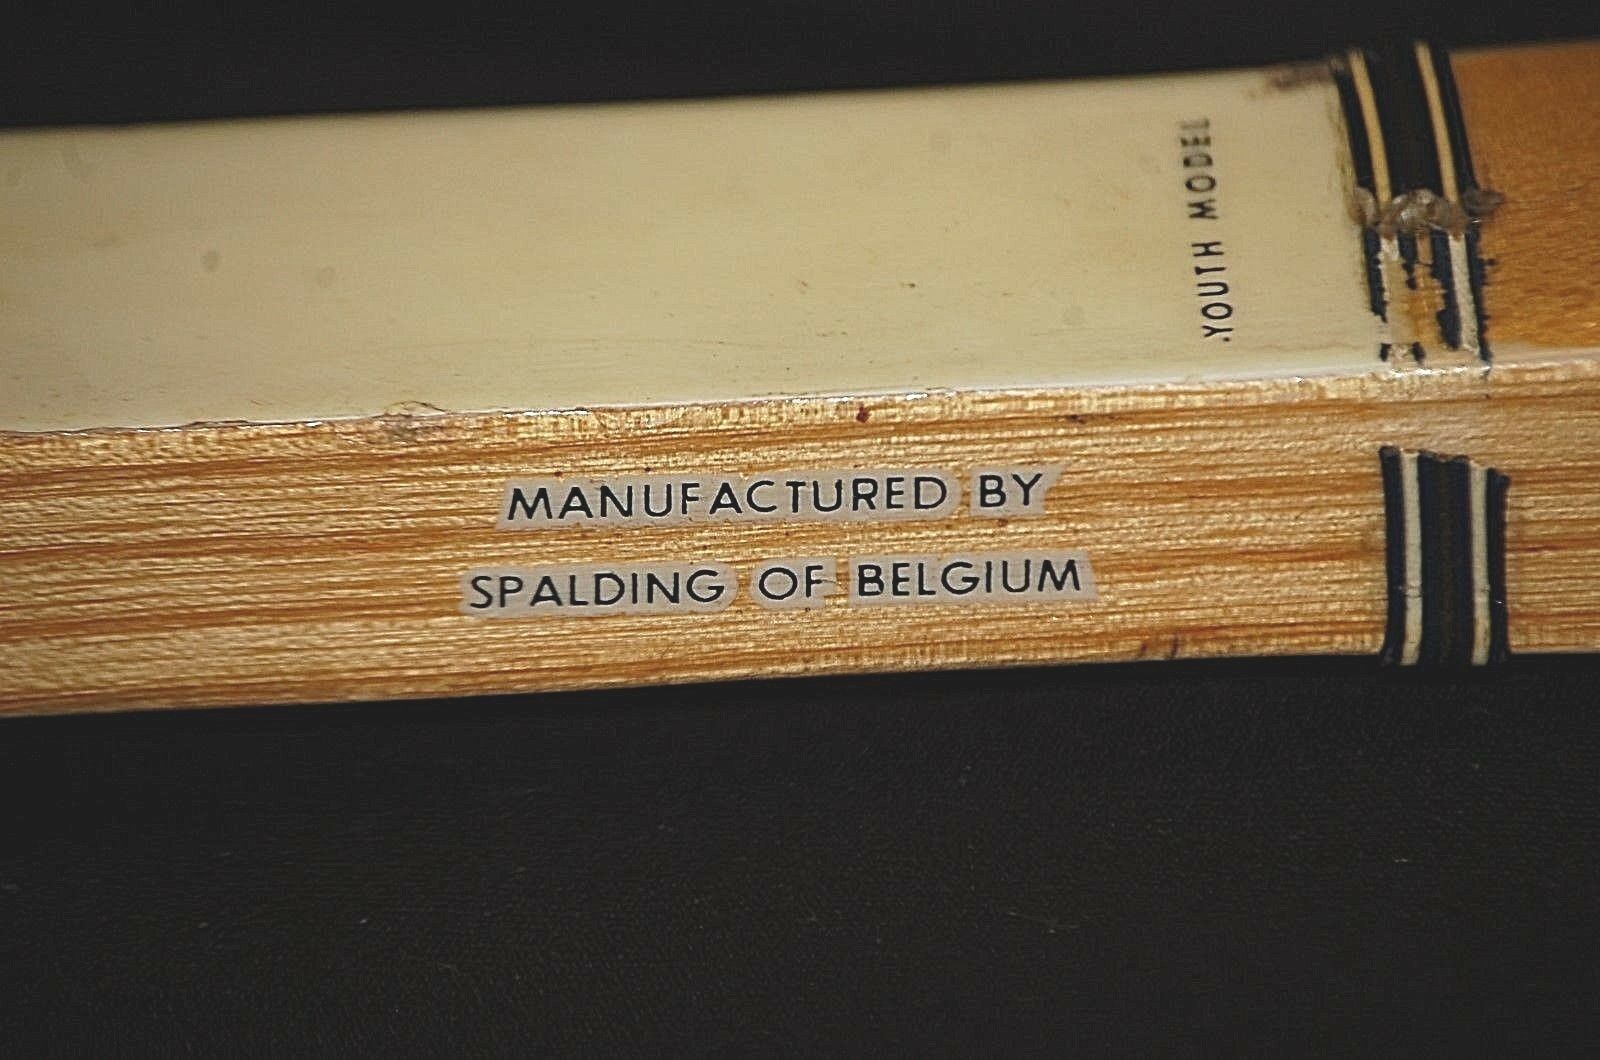 YOUTH MODEL
MANUFACTURED BY
SPALDING OF BELGIUM